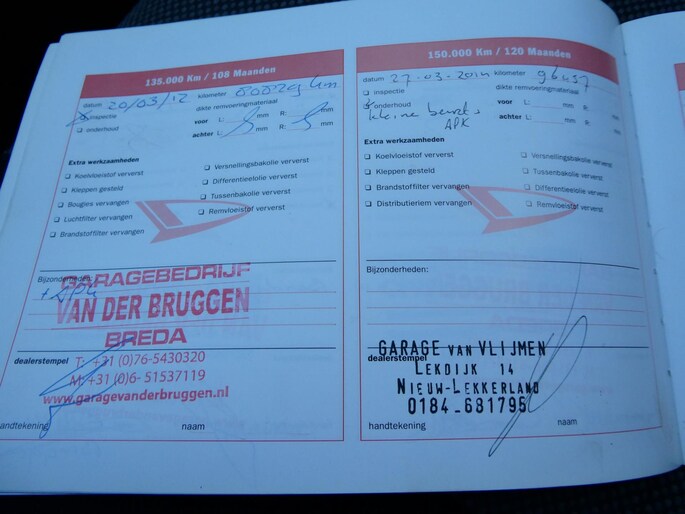 135.000 Km / 108 Maanden
datum 20/03/12 kilometer
dikte remvoeringmateriaal
inspectie
voor L: mm R: mm
onderhoud
achter L: mm R: mm
Extra werkzaamheden
Koelvloeistof ververst
Kleppen gesteld
Bougies vervangen
Luchtfilter vervangen
Brandstoffilter vervangen
Versnellingsbakolie ververst
Differentieelolie ververst
Tussenbakolie ververst
Remvloeistof ververst
Bijzonderheden:
+ APK
GARAGEBEDRIJF
VAN DER BRUGGEN
BREDA
dealerstempel
T: +31 (0)76-5430320
M: +31 (0)6- 51537119
www.garagevanderbruggen.nl
handtekening naam
150.000 Km / 120 Maanden
datum 27-03-2014 kilometer 96437
inspectie
dikte remvoeringmateriaal
onderhoud
voor L: mm R: mm
kleine beurt +
APK
achter L: mm R: mm
Extra werkzaamheden
Koelvloeistof ververst
Kleppen gesteld
Brandstoffilter vervangen
Distributieriem vervangen
Versnellingsbakolie ververst
Differentieelolie ververst
Tussenbakolie ververst
Remvloeistof ververst
Bijzonderheden:
dealerstempel
GARAGE VAN VLIJMEN
LEKDIJK 14
NIEUW-LEKKERLAND
0184-681795
handtekening naam